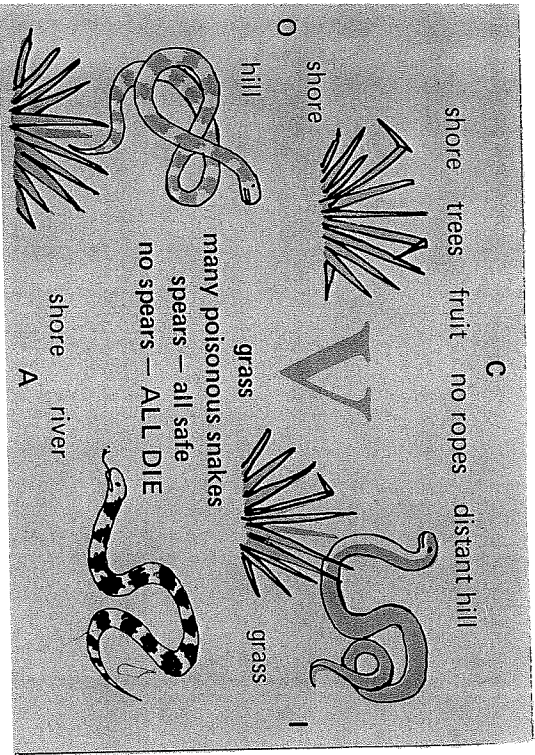 C
shore trees fruit no ropes distant hill
V
shore
O
I
hill
grass
grass
many poisonous snakes
spears — all safe
no spears — ALL DIE
shore river
A